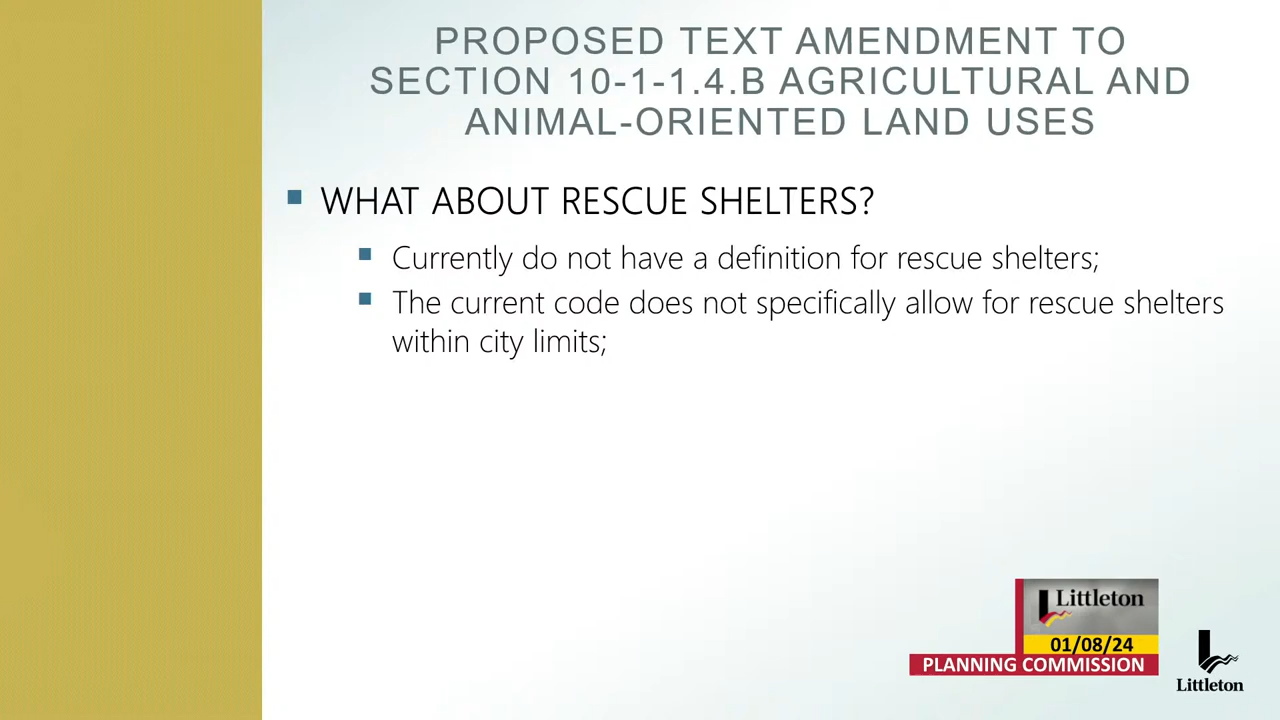 PROPOSED TEXT AMENDMENT TO
SECTION 10-1-1.4.B AGRICULTURAL AND
ANIMAL-ORIENTED LAND USES
WHAT ABOUT RESCUE SHELTERS?
Currently do not have a definition for rescue shelters;
The current code does not specifically allow for rescue shelters
within city limits;
Littleton
01/08/24
PLANNING COMMISSION
Littleton